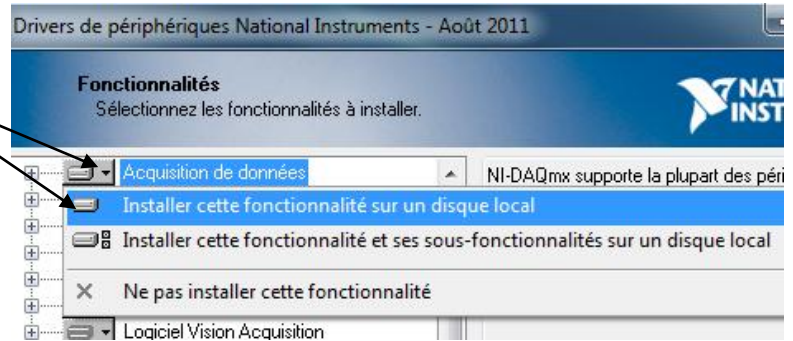 Drivers de périphériques National Instruments - Août 2011
Fonctionnalités
Sélectionnez les fonctionnalités à installer.
NAT
INST
Acquisition de données
NI-DAQmx supporte la plupart des péri
Installer cette fonctionnalité sur un disque local
Installer cette fonctionnalité et ses sous-fonctionnalités sur un disque local
Ne pas installer cette fonctionnalité
Logiciel Vision Acquisition